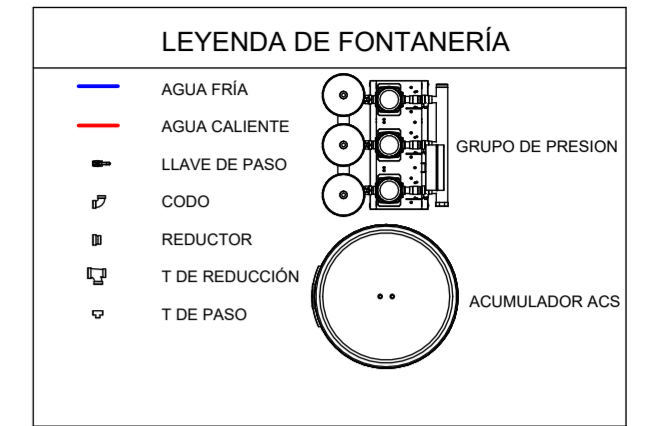 LEYENDA DE FONTANERÍA
AGUA FRÍA
AGUA CALIENTE
LLAVE DE PASO
CODO
REDUCTOR
T DE REDUCCIÓN
T DE PASO
GRUPO DE PRESION
ACUMULADOR ACS